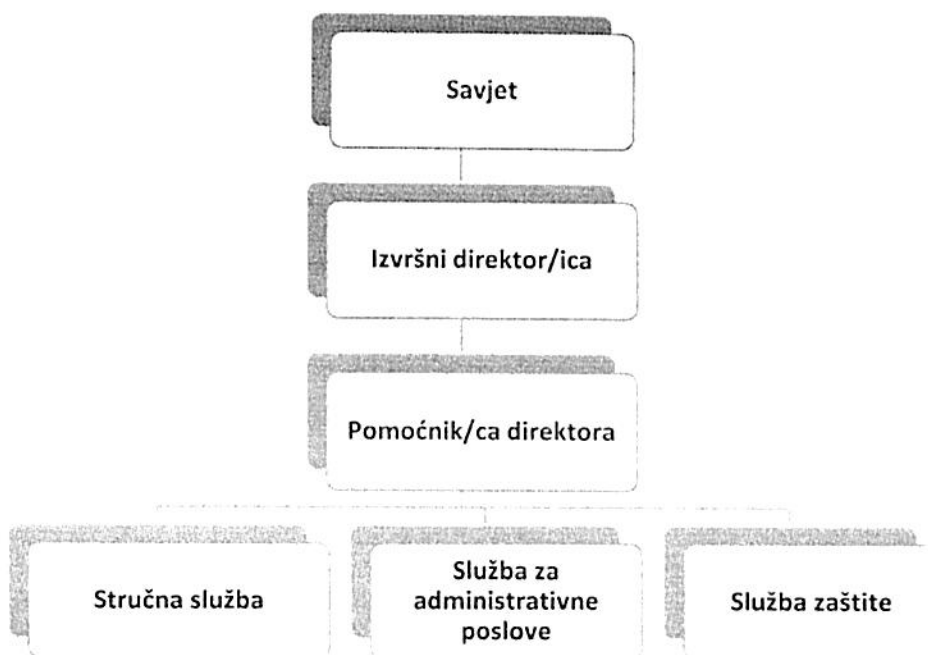 Savjet
Izvršni direktor/ica
Pomoćnik/ca direktora
Stručna služba
Služba za
administrativne
poslove
Služba zaštite